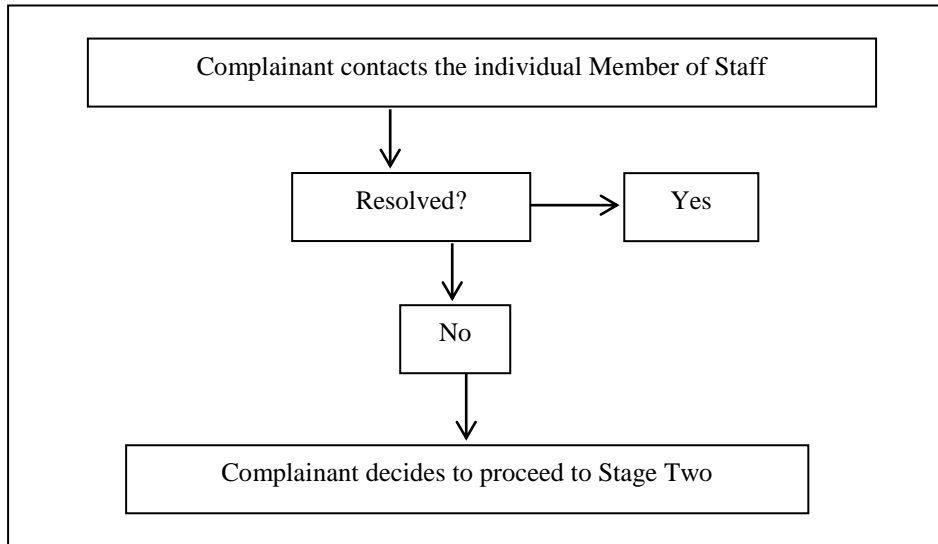 Complainant contacts the individual Member of Staff
Resolved?
Yes
No
Complainant decides to proceed to Stage Two